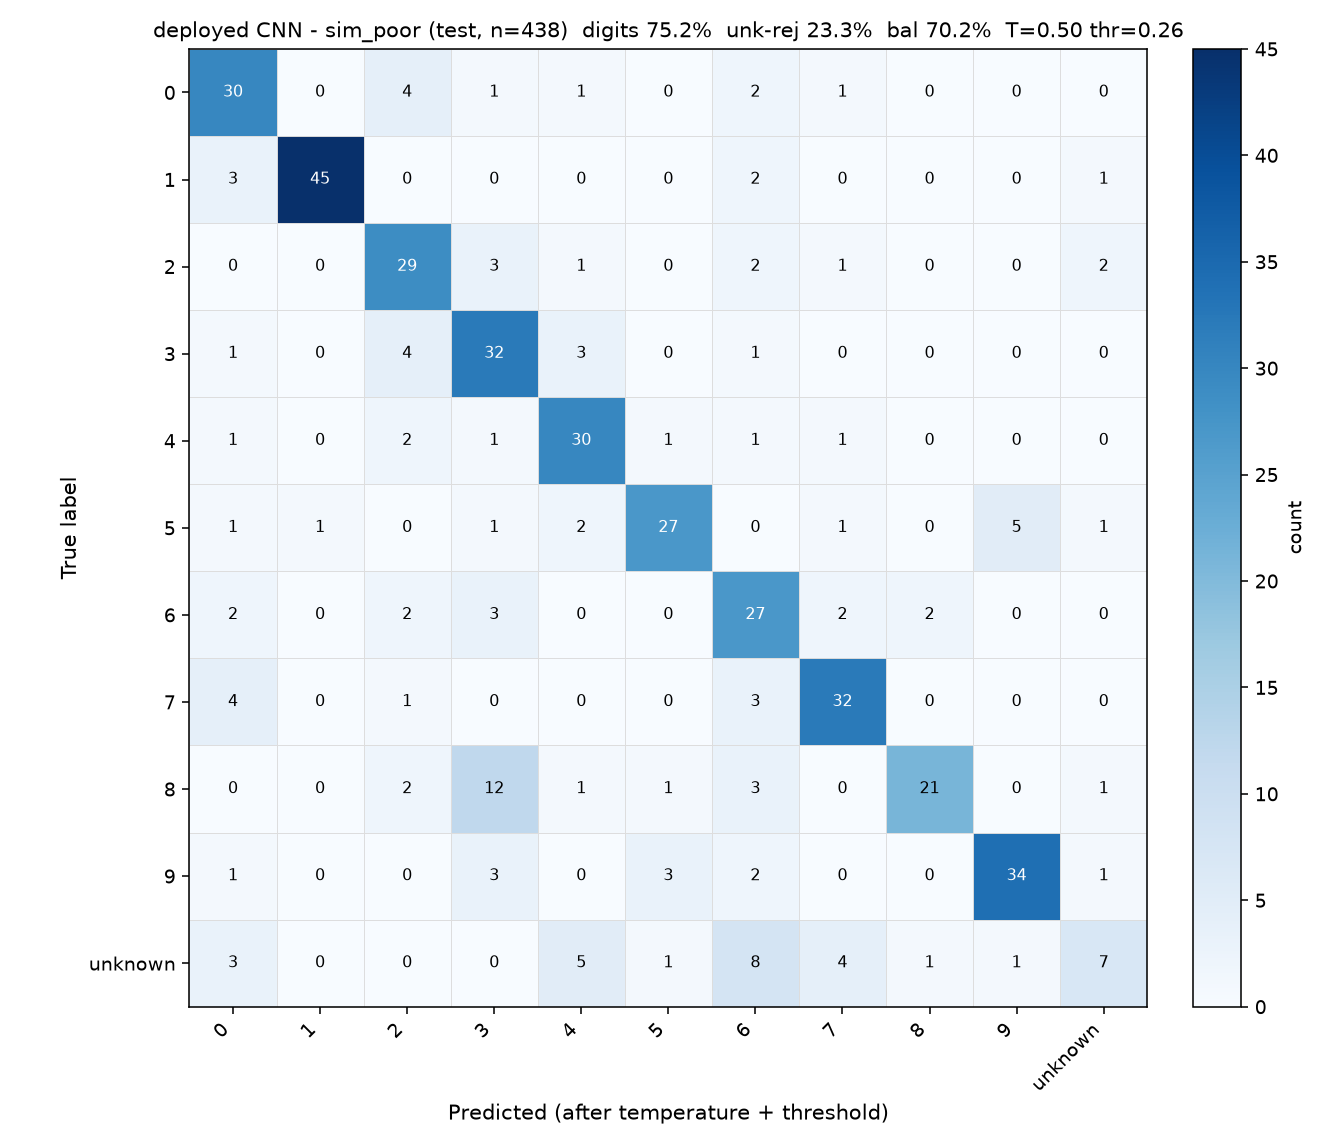 deployed CNN - sim_poor (test, n=438)  digits 75.2%  unk-rej 23.3%  bal 70.2%  T=0.50 thr=0.26
True label
0 30 0 4 1 1 0 2 1 0 0 0
1 3 45 0 0 0 0 2 0 0 0 1
2 0 0 29 3 1 0 2 1 0 0 2
3 1 0 4 32 3 0 1 0 0 0 0
4 1 0 2 1 30 1 1 1 0 0 0
5 1 1 0 1 2 27 0 1 0 5 1
6 2 0 2 3 0 0 27 2 2 0 0
7 4 0 1 0 0 0 3 32 0 0 0
8 0 0 2 12 1 1 3 0 21 0 1
9 1 0 0 3 0 3 2 0 0 34 1
unknown 3 0 0 0 5 1 8 4 1 1 7
0 1 2 3 4 5 6 7 8 9 unknown
Predicted (after temperature + threshold)
45
40
35
30
25
20
15
10
5
0
count